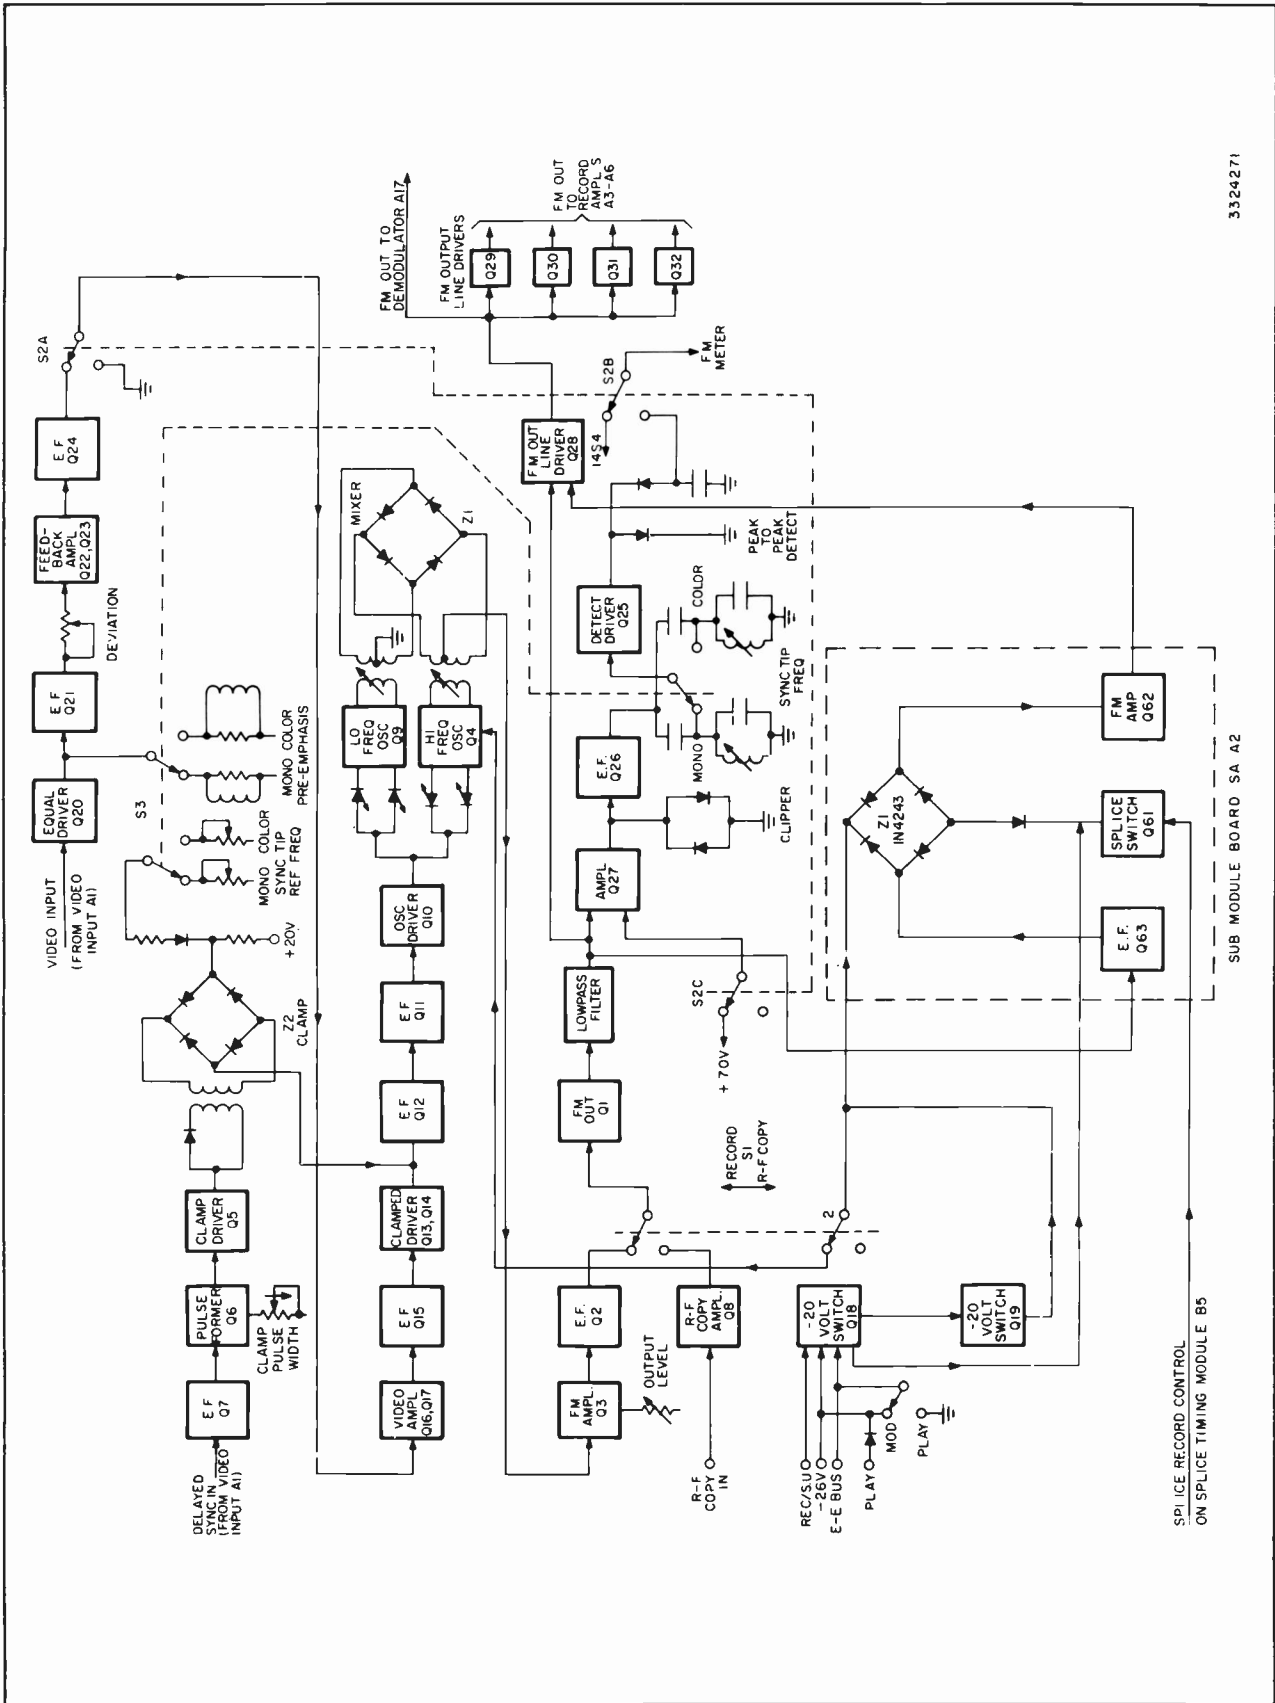 VIDEO INPUT
(FROM VIDEO
INPUT A1)
EQUAL
DRIVER
Q20
E F
Q21
DEVIATION
FEED-
BACK
AMPL
Q22,Q23
E F
Q24
S2A
S3
MONO COLOR
PRE-EMPHASIS
MONO COLOR
SYNC TIP
REF FREQ
+20V
DELAYED
SYNC IN
(FROM VIDEO
INPUT A1)
E F
Q7
PULSE
FORMER
Q6
CLAMP
PULSE
WIDTH
CLAMP
DRIVER
Q5
Z2
CLAMP
VIDEO
AMPL
Q16,Q17
E F
Q15
CLAMPED
DRIVER
Q13,Q14
E F
Q12
E F
Q11
OSC
DRIVER
Q10
LO
FREQ
OSC
Q9
HI
FREQ
OSC
Q4
MIXER
Z1
FM OUT TO
DEMODULATOR A17
FM OUTPUT
LINE DRIVERS
Q29
Q30
Q31
Q32
FM OUT
TO
RECORD
AMPL S
A3-A6
FM
AMPL.
Q3
OUTPUT
LEVEL
E.F.
Q2
R-F
COPY IN
R-F
COPY
AMPL.
Q8
FM
OUT
Q1
LOWPASS
FILTER
AMPL
Q27
CLIPPER
E.F.
Q26
MONO
COLOR
SYNC TIP
FREQ
DETECT
DRIVER
Q25
PEAK
TO
PEAK
DETECT
FM OUT
LINE
DRIVER
Q28
14S4
S2B
FM
METER
S2C
+70V
RECORD
S1
R-F COPY
2
REC/S.U
-26V
E-E BUS
PLAY
MOD
PLAY
-20
VOLT
SWITCH
Q18
-20
VOLT
SWITCH
Q19
E.F.
Q63
Z1
IN4243
SPLICE
SWITCH
Q61
FM
AMP
Q62
SUB MODULE BOARD SA A2
SPLICE RECORD CONTROL
ON SPLICE TIMING MODULE B5
3324271